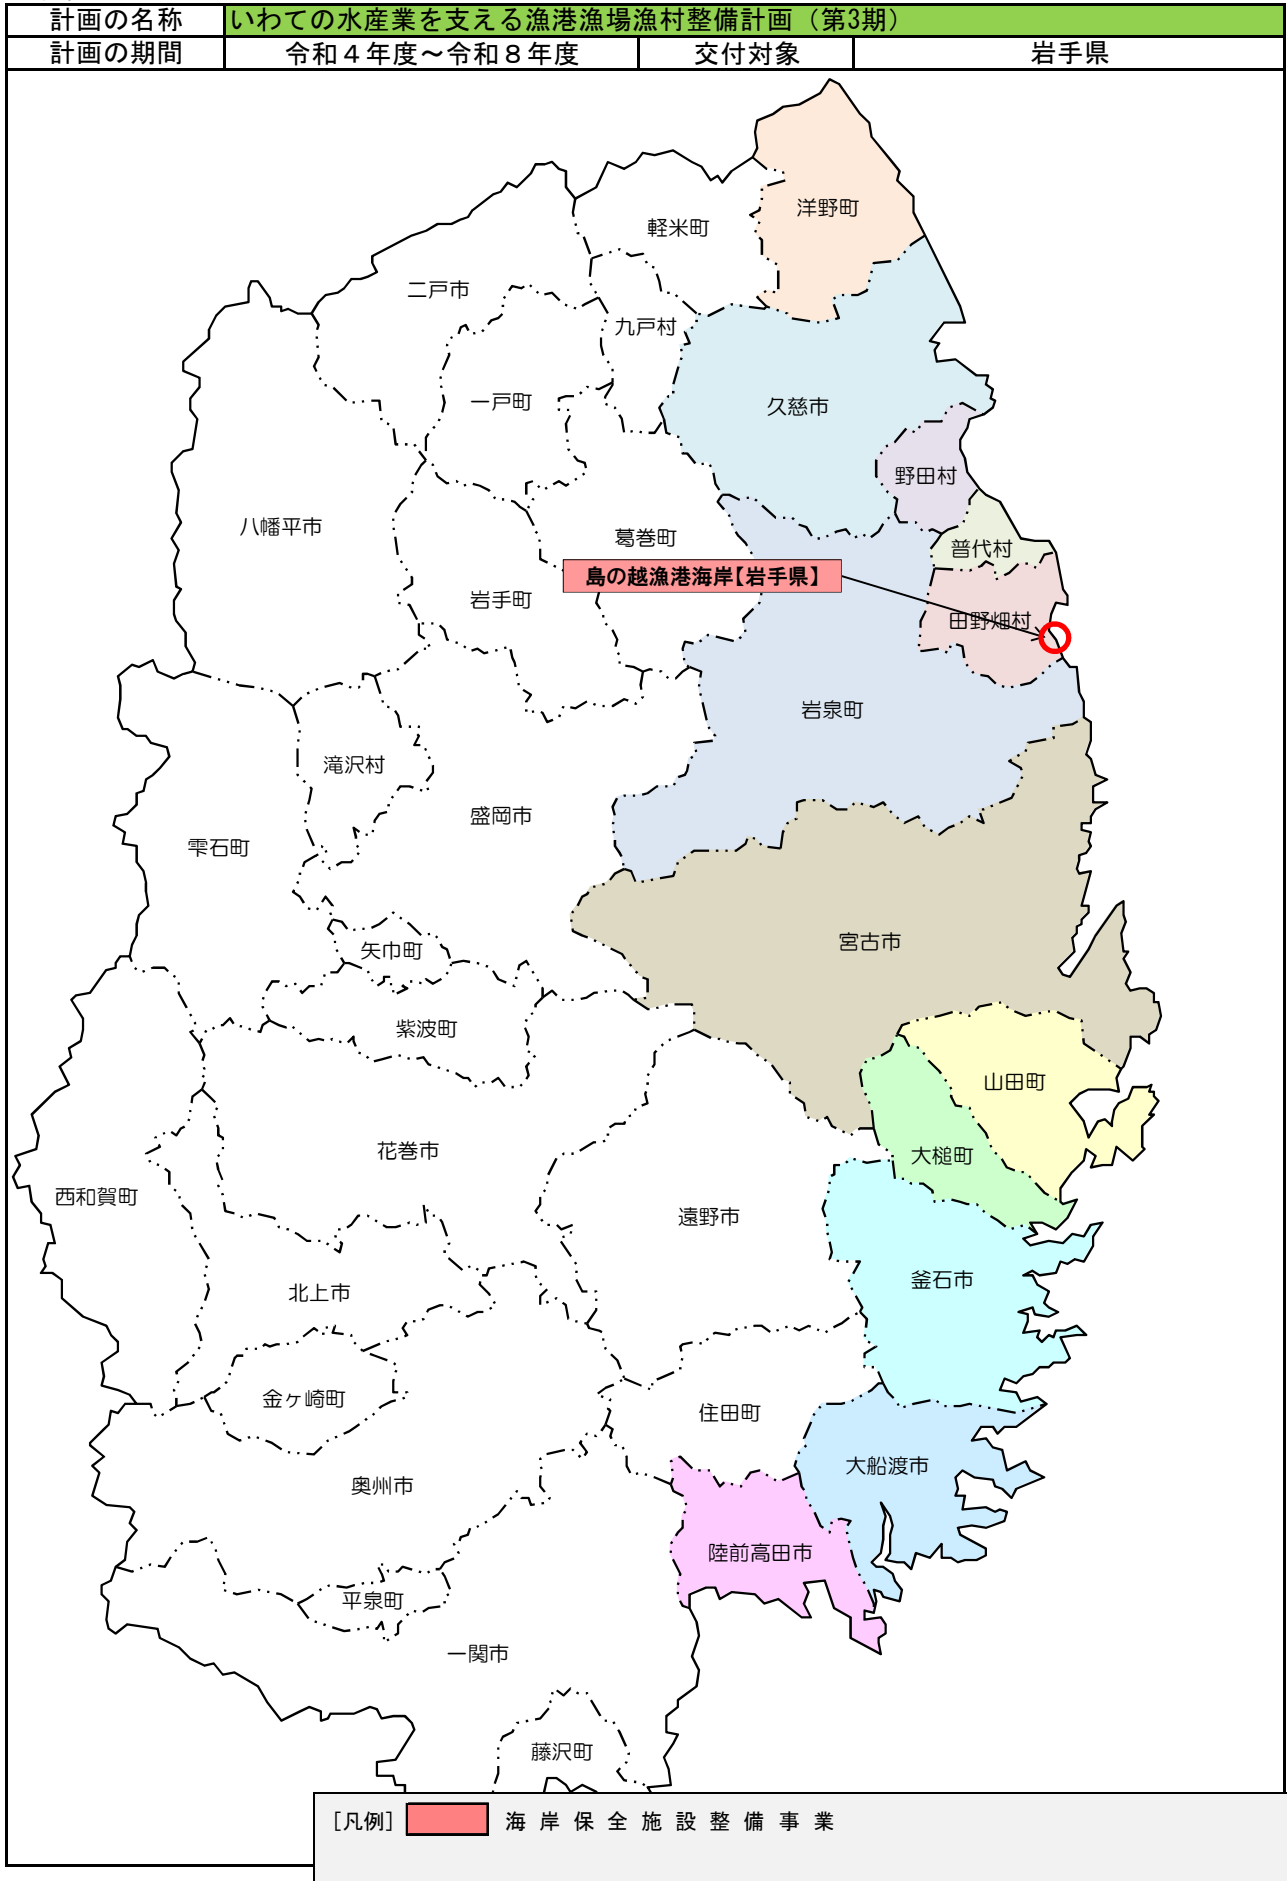 計画の名称 いわての水産業を支える漁港漁場漁村整備計画（第3期）
計画の期間 令和４年度～令和８年度 交付対象 岩手県
洋野町
軽米町
二戸市
九戸村
一戸町
久慈市
野田村
八幡平市
葛巻町
普代村
島の越漁港海岸【岩手県】
岩手町
田野畑村
岩泉町
滝沢村
盛岡市
雫石町
宮古市
矢巾町
紫波町
山田町
花巻市
大槌町
西和賀町
遠野市
釜石市
北上市
金ヶ崎町
住田町
大船渡市
奥州市
陸前高田市
平泉町
一関市
藤沢町
［凡例］ 海岸保全施設整備事業